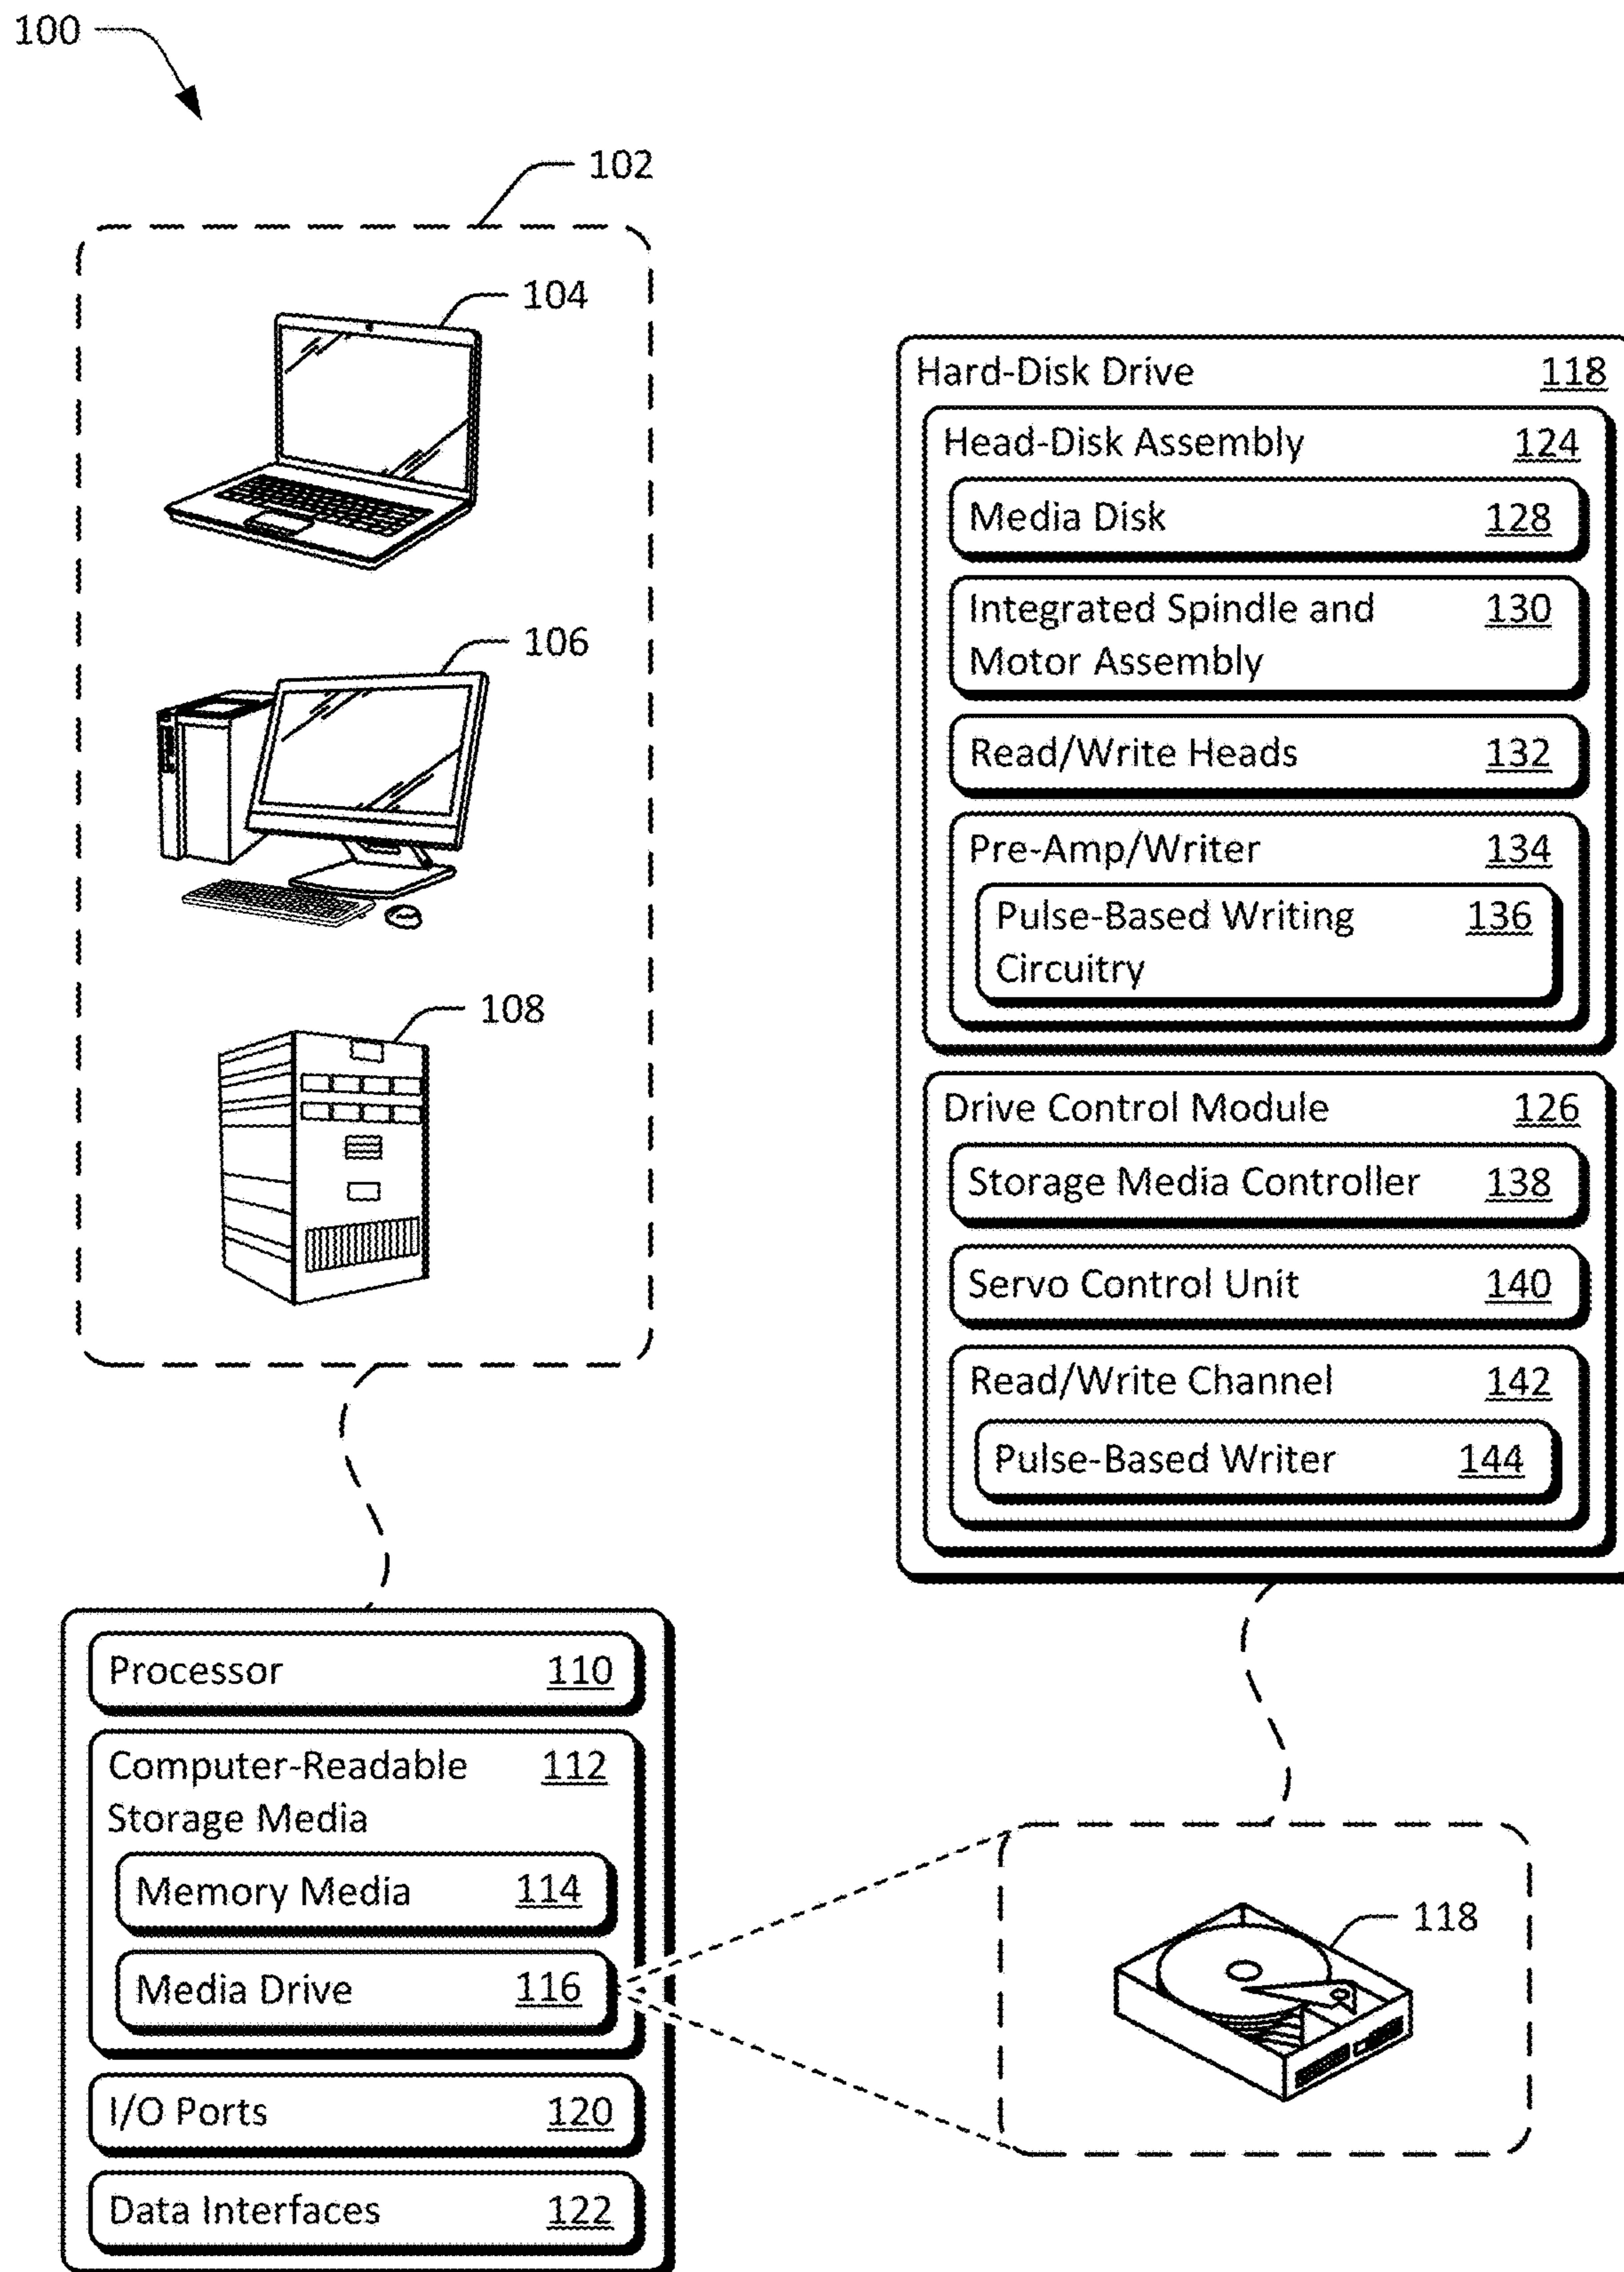 100
102
104
106
108
Hard-Disk Drive 118
Head-Disk Assembly 124
Media Disk 128
Integrated Spindle and 130
Motor Assembly
Read/Write Heads 132
Pre-Amp/Writer 134
Pulse-Based Writing 136
Circuitry
Drive Control Module 126
Storage Media Controller 138
Servo Control Unit 140
Read/Write Channel 142
Pulse-Based Writer 144
Processor 110
Computer-Readable 112
Storage Media
Memory Media 114
Media Drive 116
I/O Ports 120
Data Interfaces 122
118